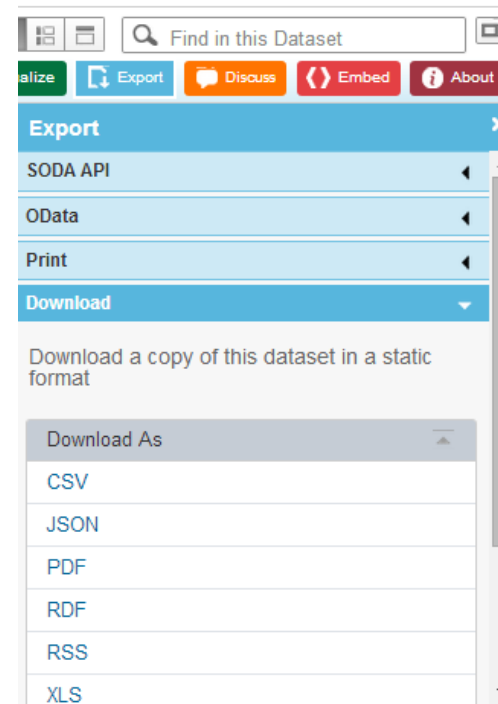 Find in this Dataset
alize Export Discuss Embed About
Export
SODA API
OData
Print
Download
Download a copy of this dataset in a static
format
Download As
CSV
JSON
PDF
RDF
RSS
XLS